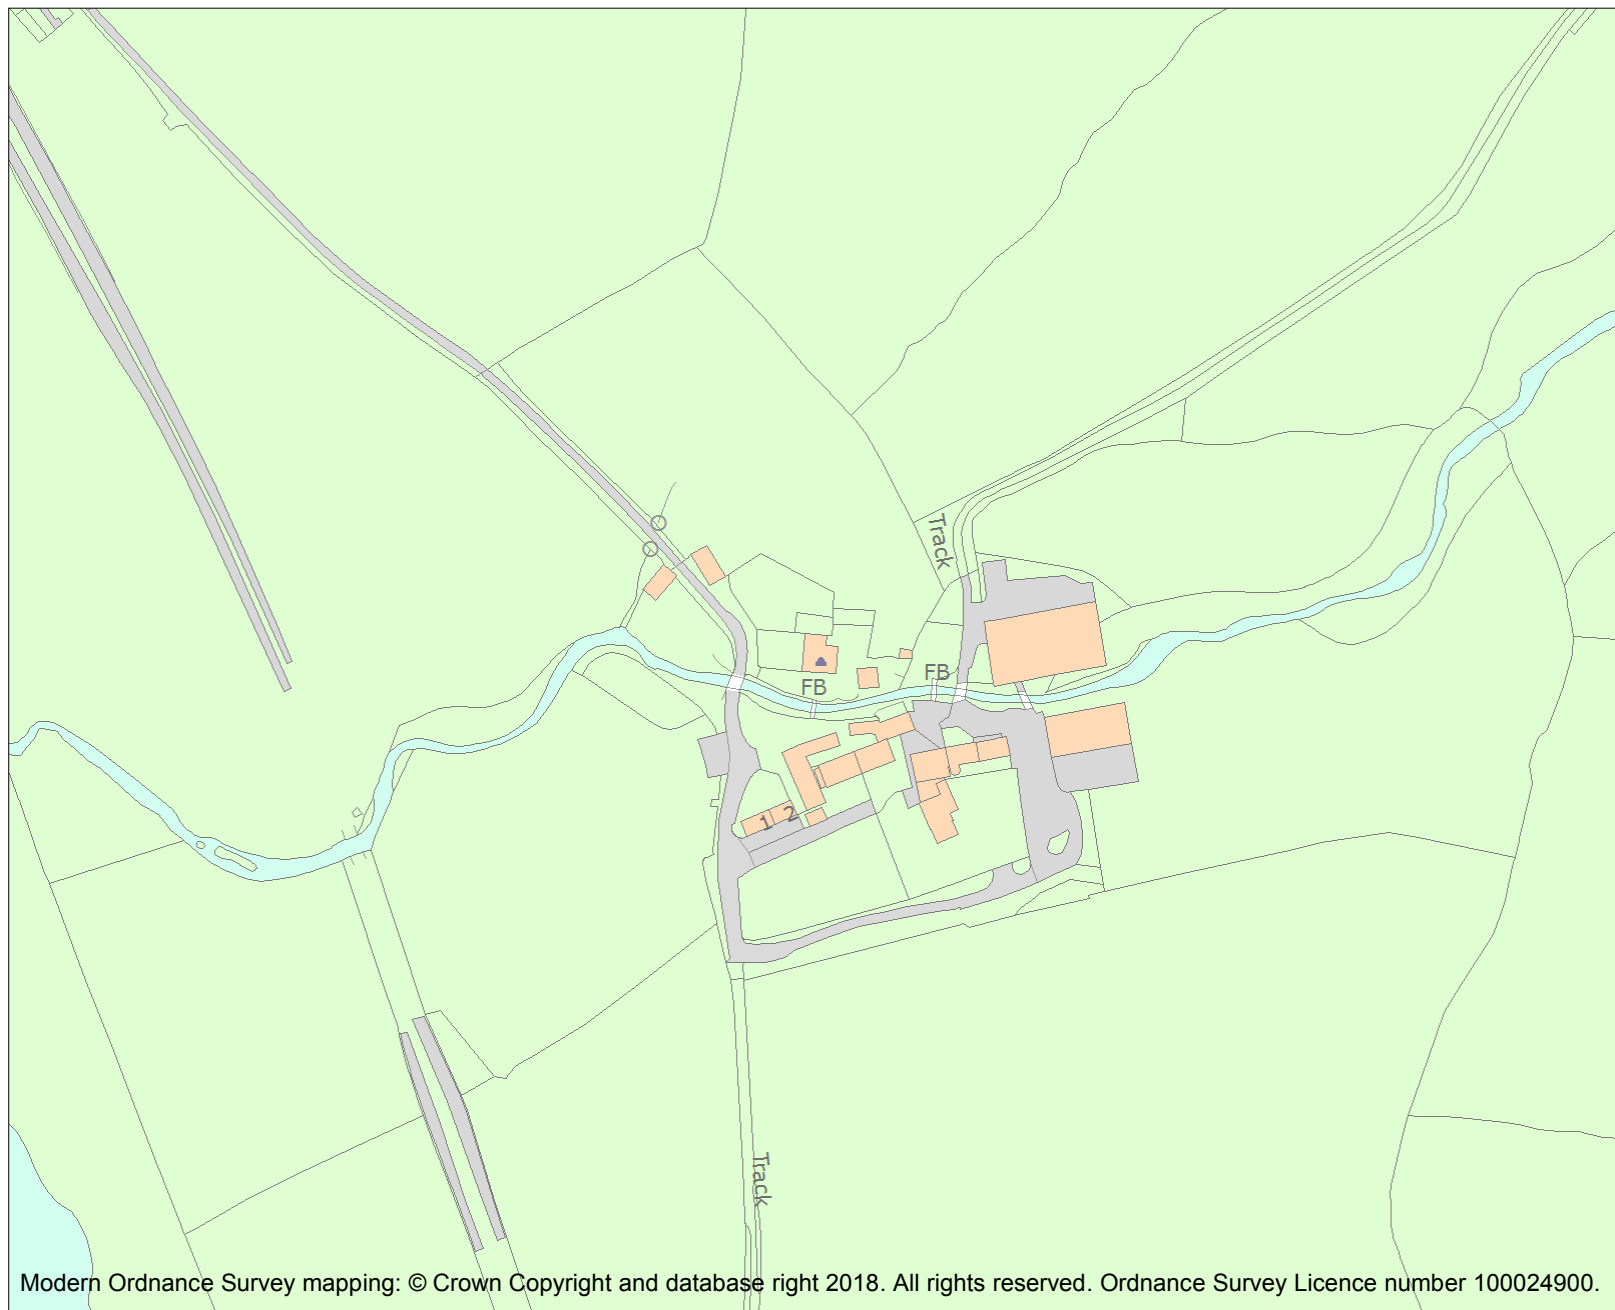 Track
FB
FB
1 2
Track
Modern Ordnance Survey mapping: © Crown Copyright and database right 2018. All rights reserved. Ordnance Survey Licence number 100024900.